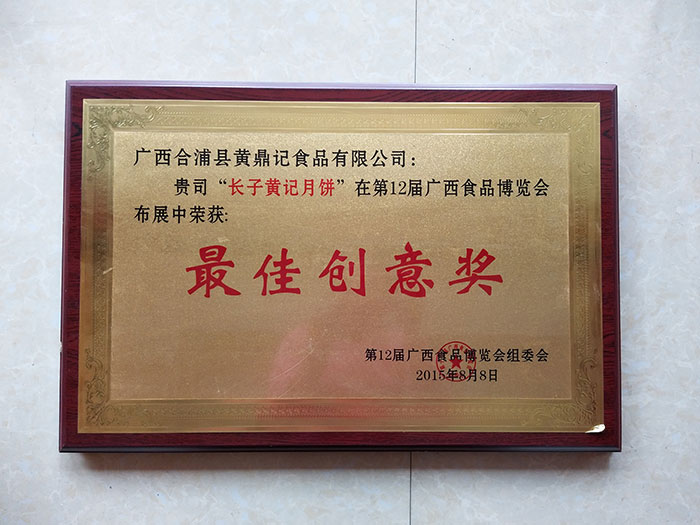 广西合浦县黄鼎记食品有限公司：
贵司“长子黄记月饼”在第12届广西食品博览会
布展中荣获:
最佳创意奖
第12届广西食品博览会组委会
2015年8月8日